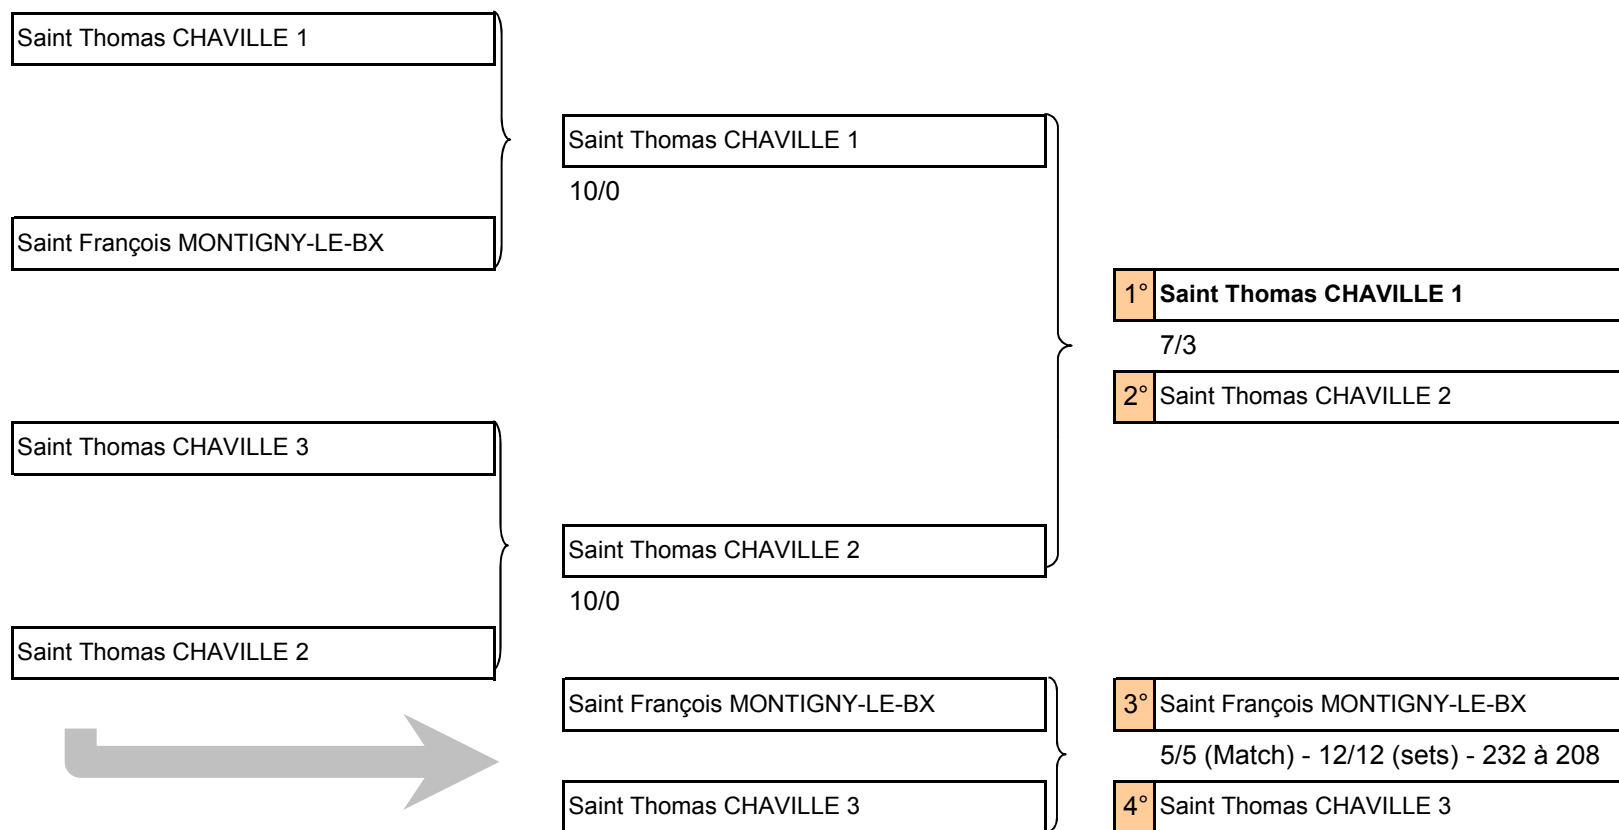 Saint Thomas CHAVILLE 1
Saint Thomas CHAVILLE 1
10/0
Saint François MONTIGNY-LE-BX
1° Saint Thomas CHAVILLE 1
7/3
2° Saint Thomas CHAVILLE 2
Saint Thomas CHAVILLE 3
Saint Thomas CHAVILLE 2
10/0
Saint Thomas CHAVILLE 2
Saint François MONTIGNY-LE-BX
3° Saint François MONTIGNY-LE-BX
5/5 (Match) - 12/12 (sets) - 232 à 208
Saint Thomas CHAVILLE 3
4° Saint Thomas CHAVILLE 3